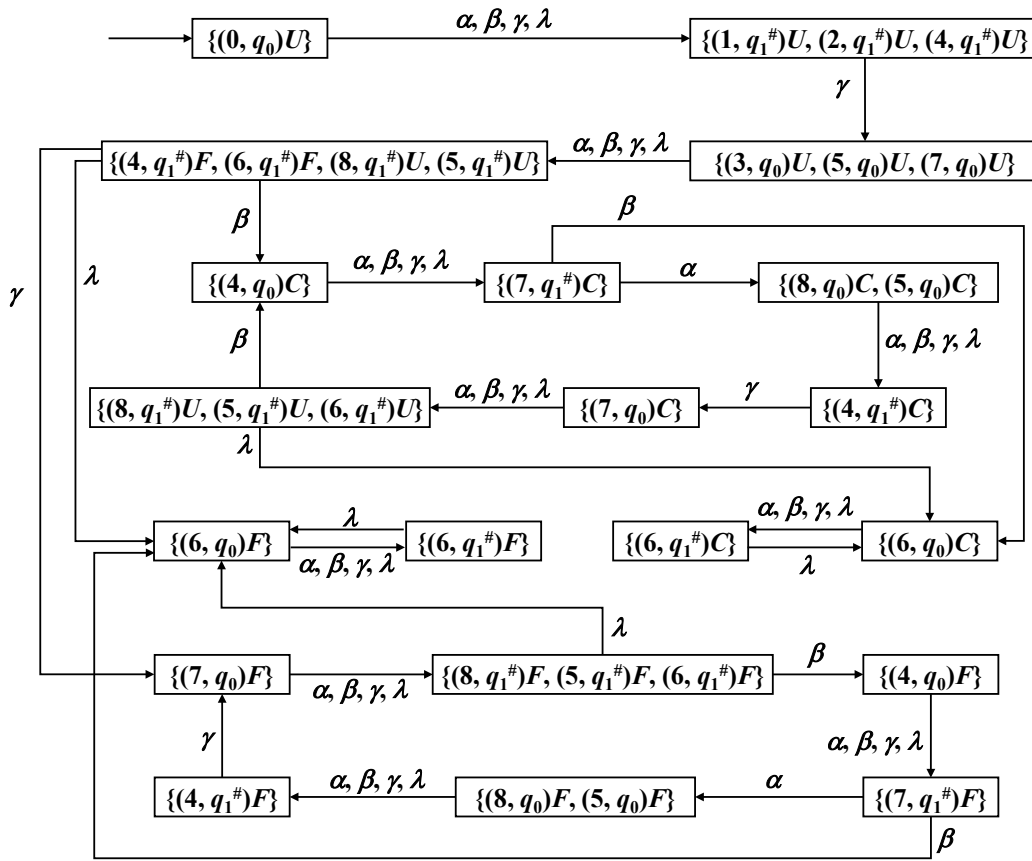 α, β, γ, λ
{(0, q₀)U}
{(1, q₁^#)U, (2, q₁^#)U, (4, q₁^#)U}
γ
{(4, q₁^#)F, (6, q₁^#)F, (8, q₁^#)U, (5, q₁^#)U}
α, β, γ, λ
{(3, q₀)U, (5, q₀)U, (7, q₀)U}
β
β
γ
λ
{(4, q₀)C}
α, β, γ, λ
{(7, q₁^#)C}
α
{(8, q₀)C, (5, q₀)C}
β
α, β, γ, λ
{(8, q₁^#)U, (5, q₁^#)U, (6, q₁^#)U}
α, β, γ, λ
{(7, q₀)C}
γ
{(4, q₁^#)C}
λ
{(6, q₀)F}
λ
α, β, γ, λ
{(6, q₁^#)F}
{(6, q₁^#)C}
α, β, γ, λ
λ
{(6, q₀)C}
λ
{(7, q₀)F}
α, β, γ, λ
{(8, q₁^#)F, (5, q₁^#)F, (6, q₁^#)F}
β
{(4, q₀)F}
γ
α, β, γ, λ
{(4, q₁^#)F}
α, β, γ, λ
{(8, q₀)F, (5, q₀)F}
α
{(7, q₁^#)F}
β